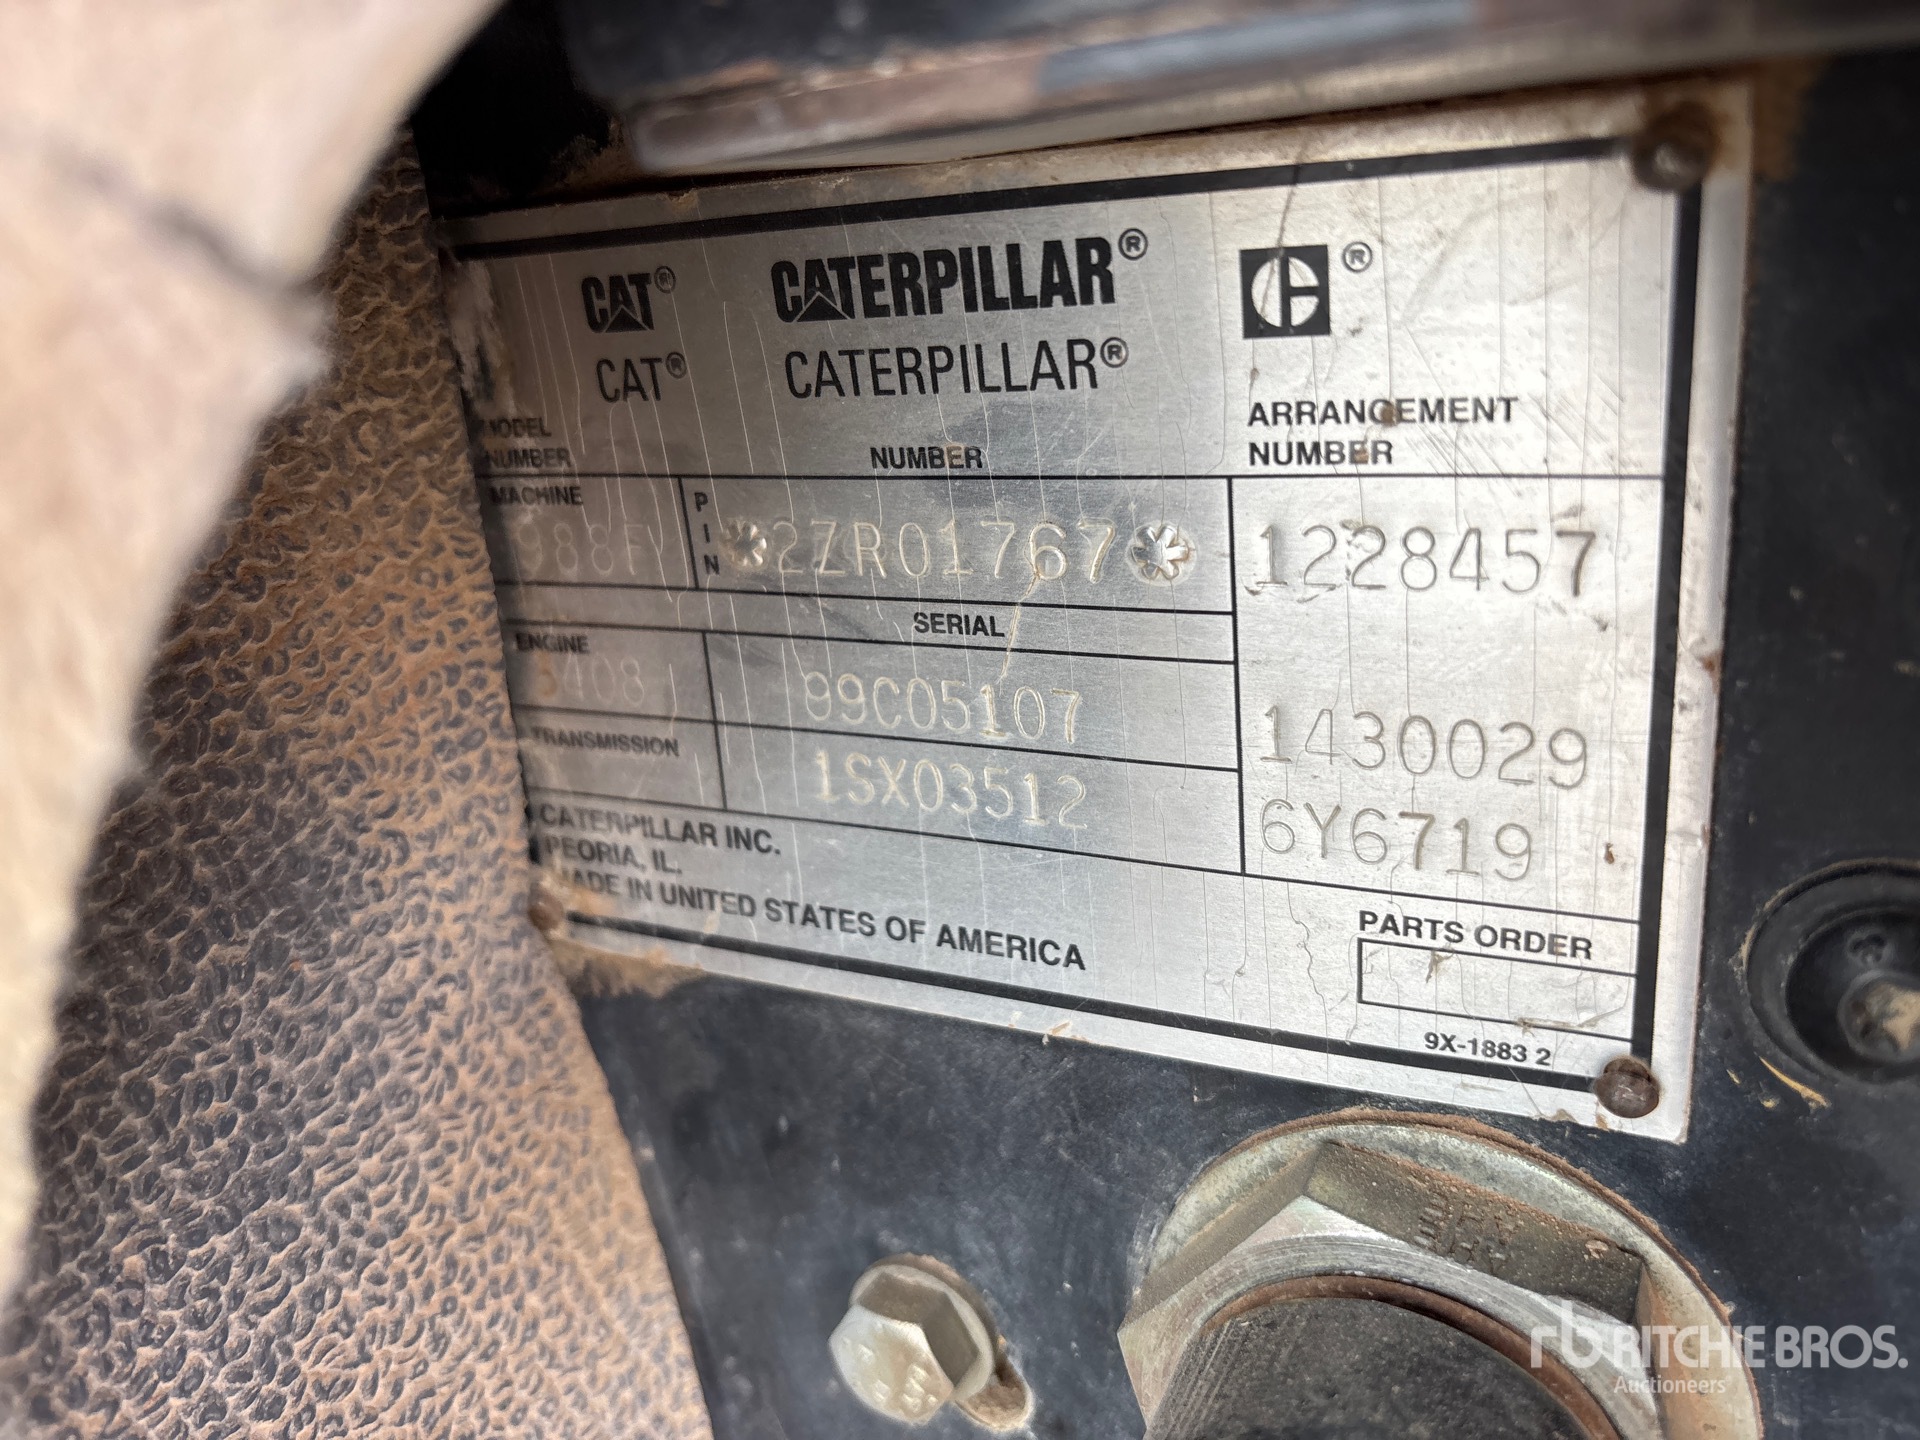 CAT® CATERPILLAR® ®
CAT® CATERPILLAR®
MODEL NUMBER
NUMBER
ARRANGEMENT NUMBER
MACHINE
988F
PIN
*2ZR01767*
1228457
SERIAL
ENGINE
3408
99C05107
1430029
TRANSMISSION
1SX03512
6Y6719
CATERPILLAR INC.
PEORIA, IL.
MADE IN UNITED STATES OF AMERICA
PARTS ORDER
9X-1883 2
rb RITCHIE BROS.
Auctioneers